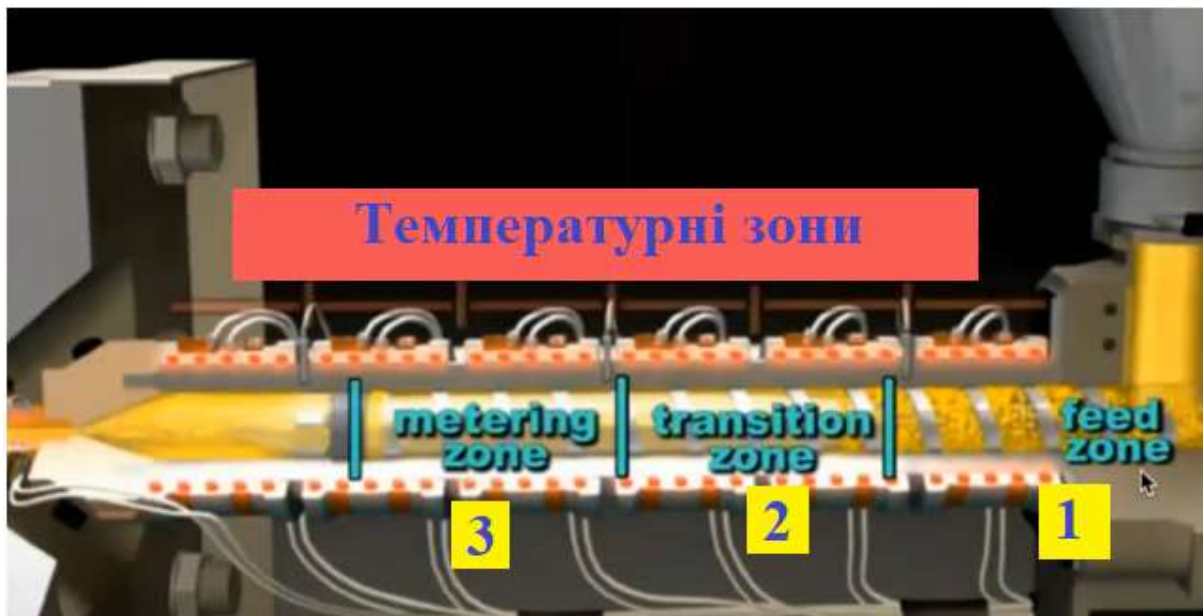 Температурні зони
metering
zone
transition
zone
feed
zone
3
2
1